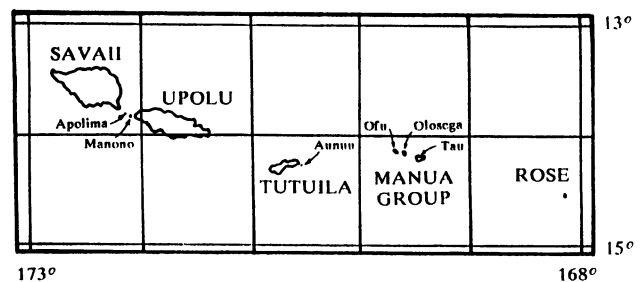 13°
SAVAII
UPOLU
Apolima
Manono
Ofu
Olosega
Aunuu
Tau
TUTUILA
MANUA
GROUP
ROSE
15°
173°
168°